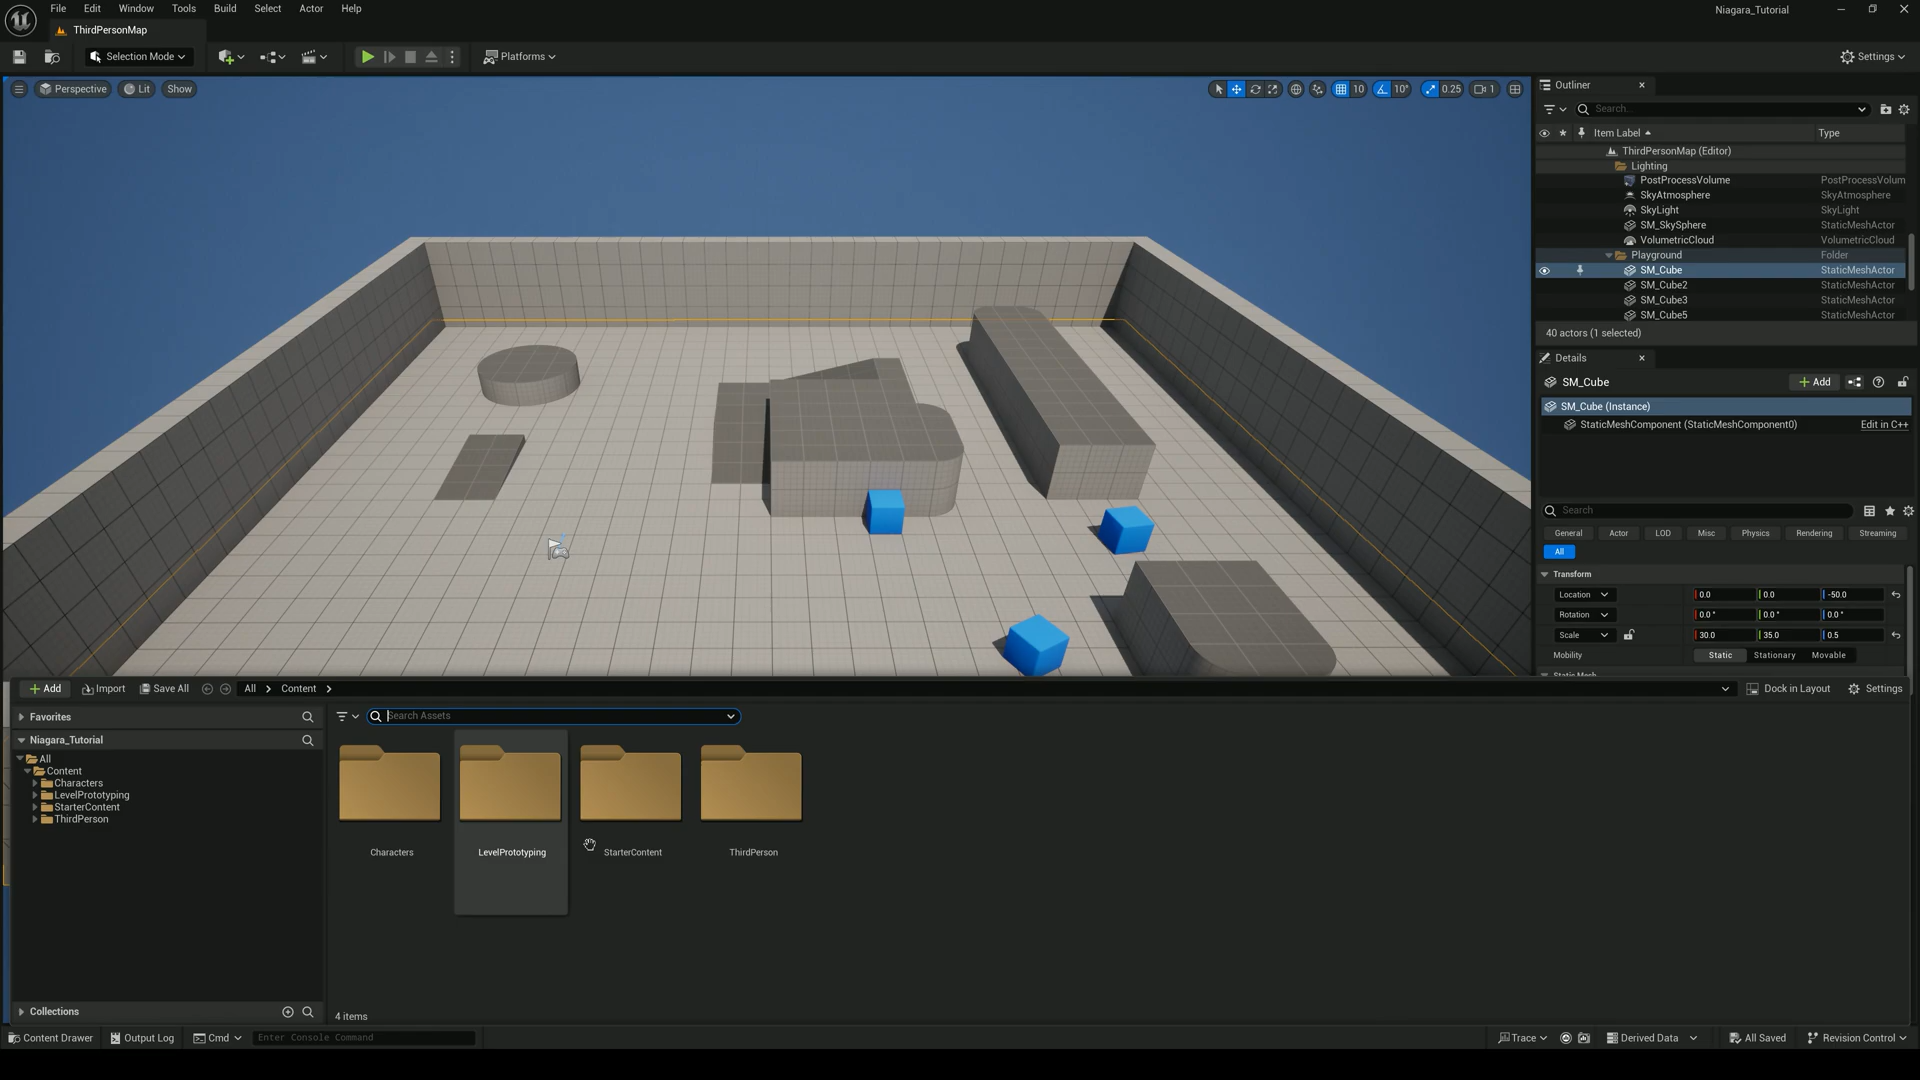 File Edit Window Tools Build Select Actor Help
Niagara_Tutorial
ThirdPersonMap
Selection Mode
Platforms
Settings
Perspective Lit Show
10 10° 0.25 1
Outliner
Search...
Item Label Type
ThirdPersonMap (Editor)
Lighting
PostProcessVolume PostProcessVolum
SkyAtmosphere SkyAtmosphere
SkyLight SkyLight
SM_SkySphere StaticMeshActor
VolumetricCloud VolumetricCloud
Playground Folder
SM_Cube StaticMeshActor
SM_Cube2 StaticMeshActor
SM_Cube3 StaticMeshActor
SM_Cube5 StaticMeshActor
40 actors (1 selected)
Details
SM_Cube
Add
SM_Cube (Instance)
StaticMeshComponent (StaticMeshComponent0) Edit in C++
Search
General Actor LOD Misc Physics Rendering Streaming
All
Transform
Location 0.0 0.0 -50.0
Rotation 0.0 ° 0.0 ° 0.0 °
Scale 30.0 35.0 0.5
Mobility Static Stationary Movable
Static Mesh
Add Import Save All All Content Dock in Layout Settings
Favorites
Search Assets
Niagara_Tutorial
All
Content
Characters
LevelPrototyping
StarterContent
ThirdPerson
Characters LevelPrototyping StarterContent ThirdPerson
Collections
4 items
Content Drawer Output Log Cmd Enter Console Command Trace Derived Data All Saved Revision Control